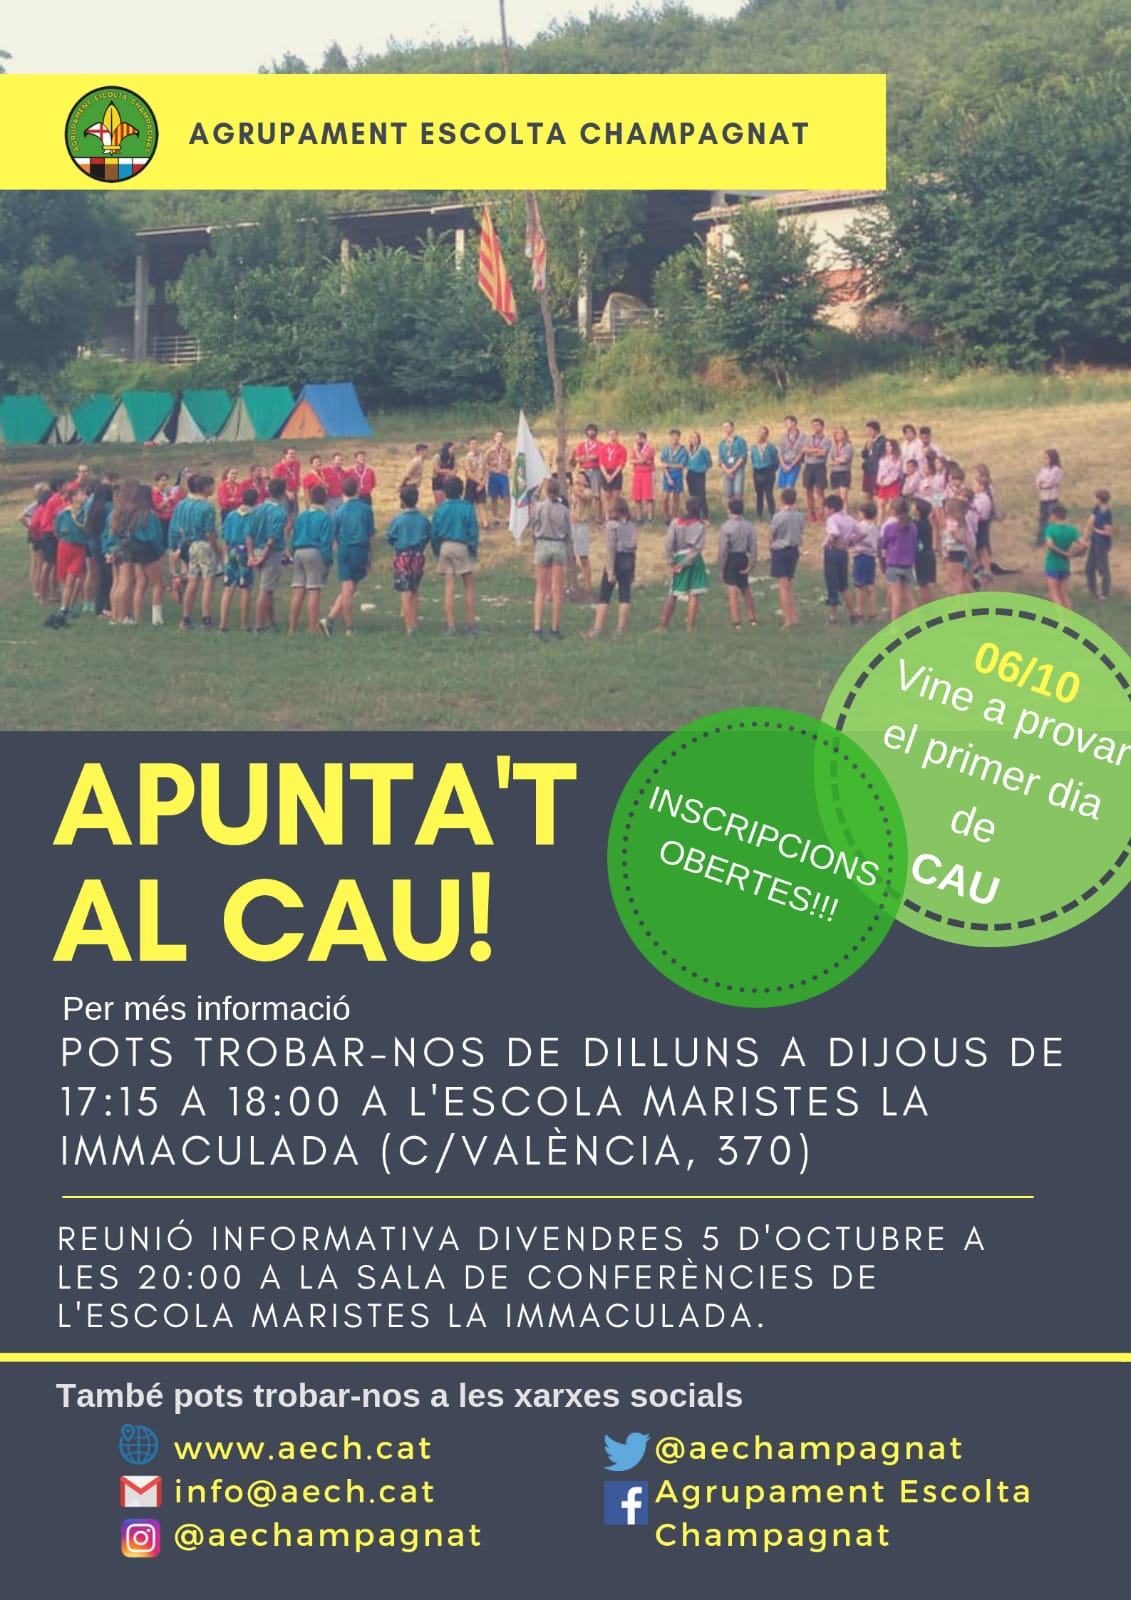 AGRUPAMENT ESCOLTA CHAMPAGNAT
AGRUPAMENT ESCOLTA CHAMPAGNAT
06/10
Vine a provar
el primer dia
de
CAU
INSCRIPCIONS
OBERTES!!!
APUNTA'T
AL CAU!
Per més informació
POTS TROBAR-NOS DE DILLUNS A DIJOUS DE
17:15 A 18:00 A L'ESCOLA MARISTES LA
IMMACULADA (C/VALÈNCIA, 370)
REUNIÓ INFORMATIVA DIVENDRES 5 D'OCTUBRE A
LES 20:00 A LA SALA DE CONFERÈNCIES DE
L'ESCOLA MARISTES LA IMMACULADA.
També pots trobar-nos a les xarxes socials
www.aech.cat
info@aech.cat
@aechampagnat
@aechampagnat
Agrupament Escolta
Champagnat